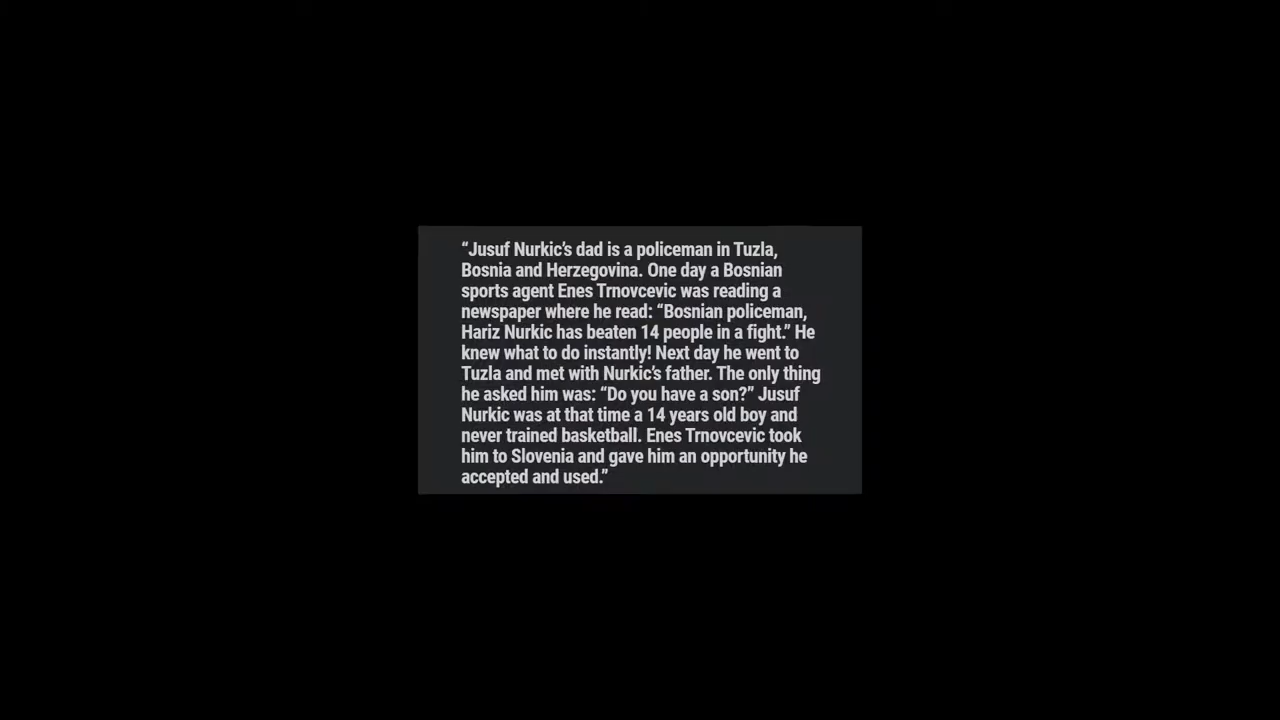 “Jusuf Nurkic’s dad is a policeman in Tuzla,
Bosnia and Herzegovina. One day a Bosnian
sports agent Enes Trnovcevic was reading a
newspaper where he read: “Bosnian policeman,
Hariz Nurkic has beaten 14 people in a fight.” He
knew what to do instantly! Next day he went to
Tuzla and met with Nurkic’s father. The only thing
he asked him was: “Do you have a son?” Jusuf
Nurkic was at that time a 14 years old boy and
never trained basketball. Enes Trnovcevic took
him to Slovenia and gave him an opportunity he
accepted and used.”